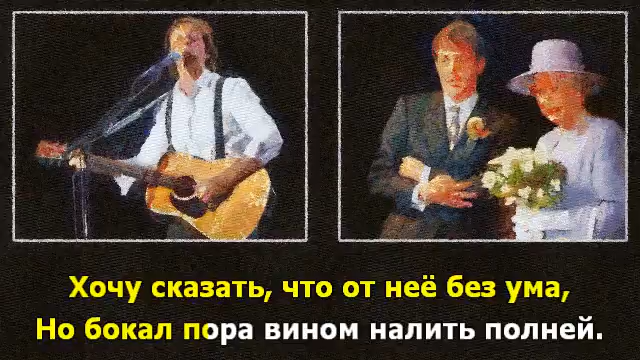 Хочу сказать, что от неё без ума,
Но бокал пора вином налить полней.